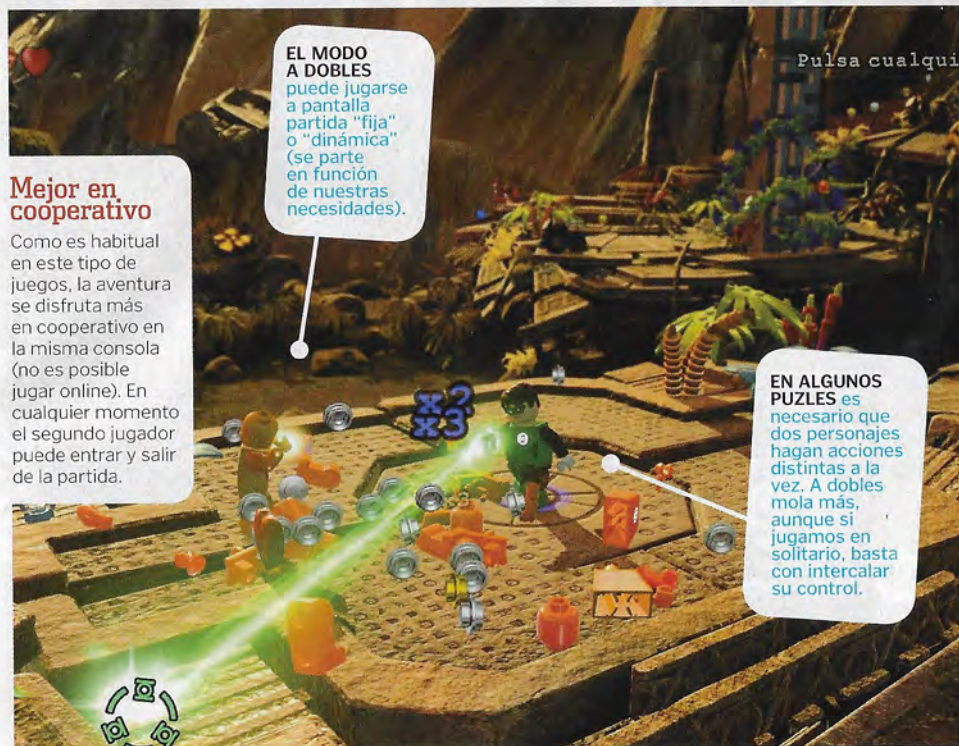 EL MODO
A DOBLES
puede jugarse
a pantalla
partida "fija"
o "dinámica"
(se parte
en función
de nuestras
necesidades).
Pulsa cualqui
Mejor en
cooperativo
Como es habitual
en este tipo de
juegos, la aventura
se disfruta más
en cooperativo en
la misma consola
(no es posible
jugar online). En
cualquier momento
el segundo jugador
puede entrar y salir
de la partida.
x2
x3
EN ALGUNOS
PUZLES es
necesario que
dos personajes
hagan acciones
distintas a la
vez. A dobles
mola más,
aunque si
jugamos en
solitario, basta
con intercalar
su control.